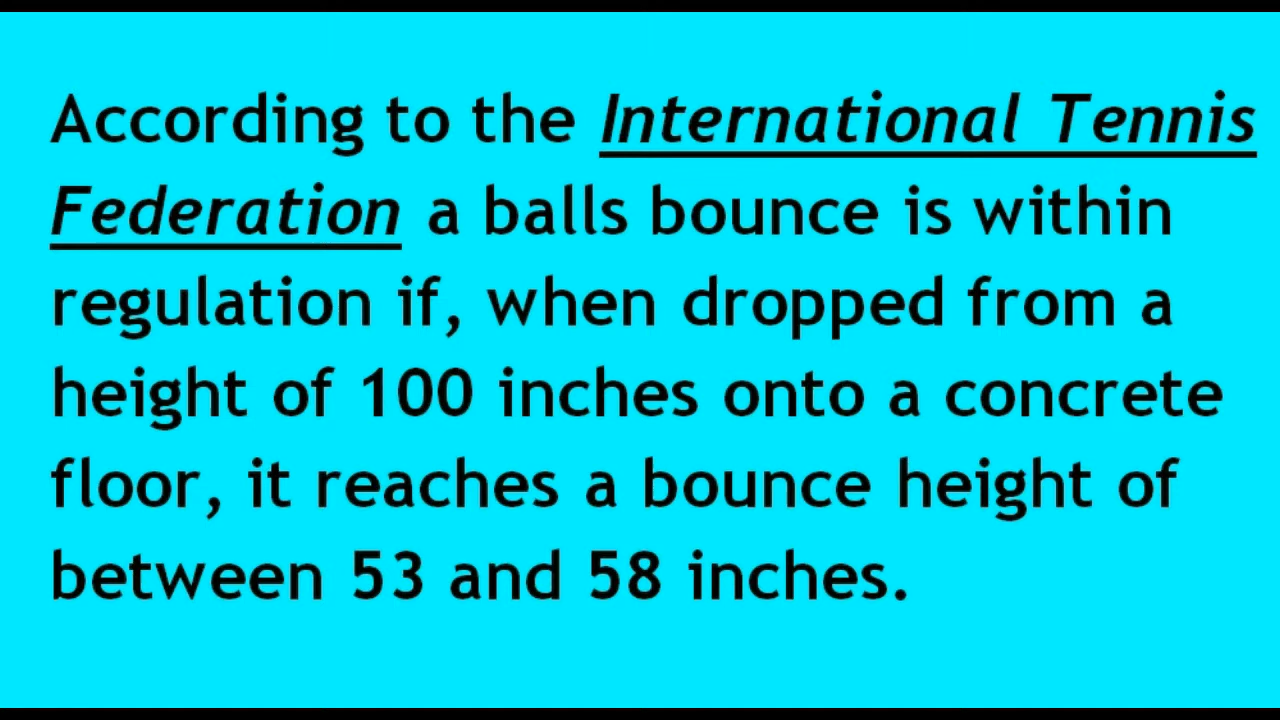 According to the International Tennis
Federation a balls bounce is within
regulation if, when dropped from a
height of 100 inches onto a concrete
floor, it reaches a bounce height of
between 53 and 58 inches.